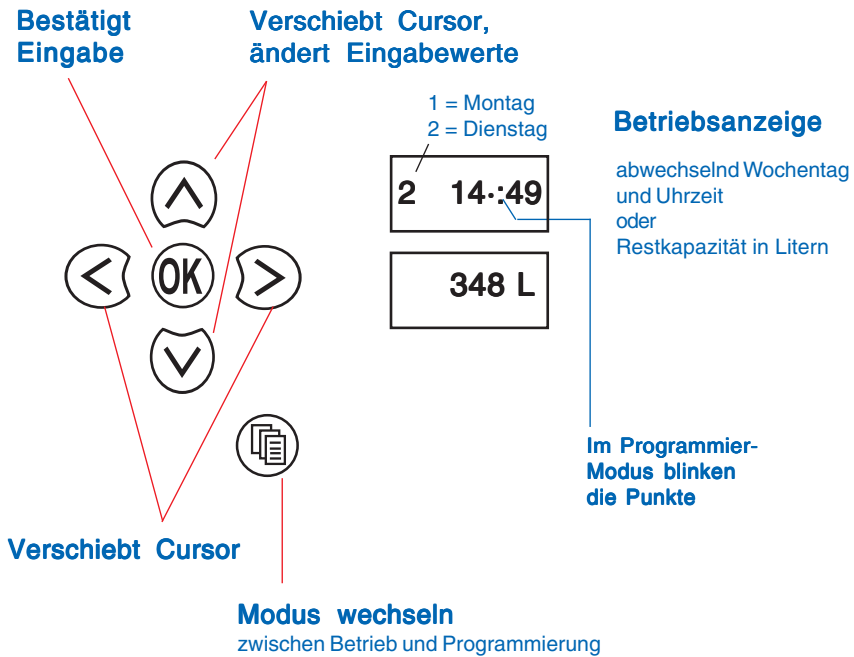 Bestätigt
Eingabe
Verschiebt Cursor,
ändert Eingabewerte
1 = Montag
2 = Dienstag
Betriebsanzeige
abwechselnd Wochentag
und Uhrzeit
oder
Restkapazität in Litern
2 14·:49
OK
348 L
Im Programmier-
Modus blinken
die Punkte
Verschiebt Cursor
Modus wechseln
zwischen Betrieb und Programmierung